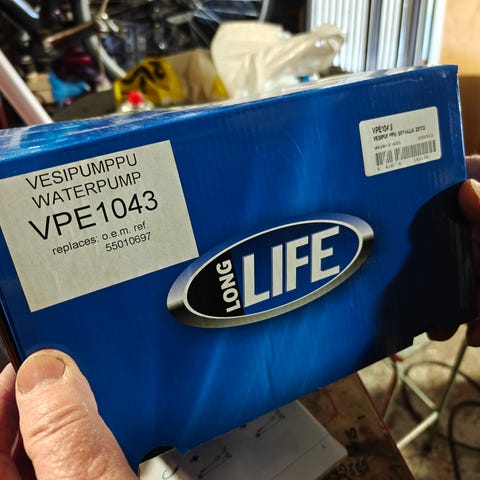 VESIPUMPPU
WATERPUMP
VPE1043
replaces: o.e.m. ref.
55010697
LONG
LIFE
VPE1043